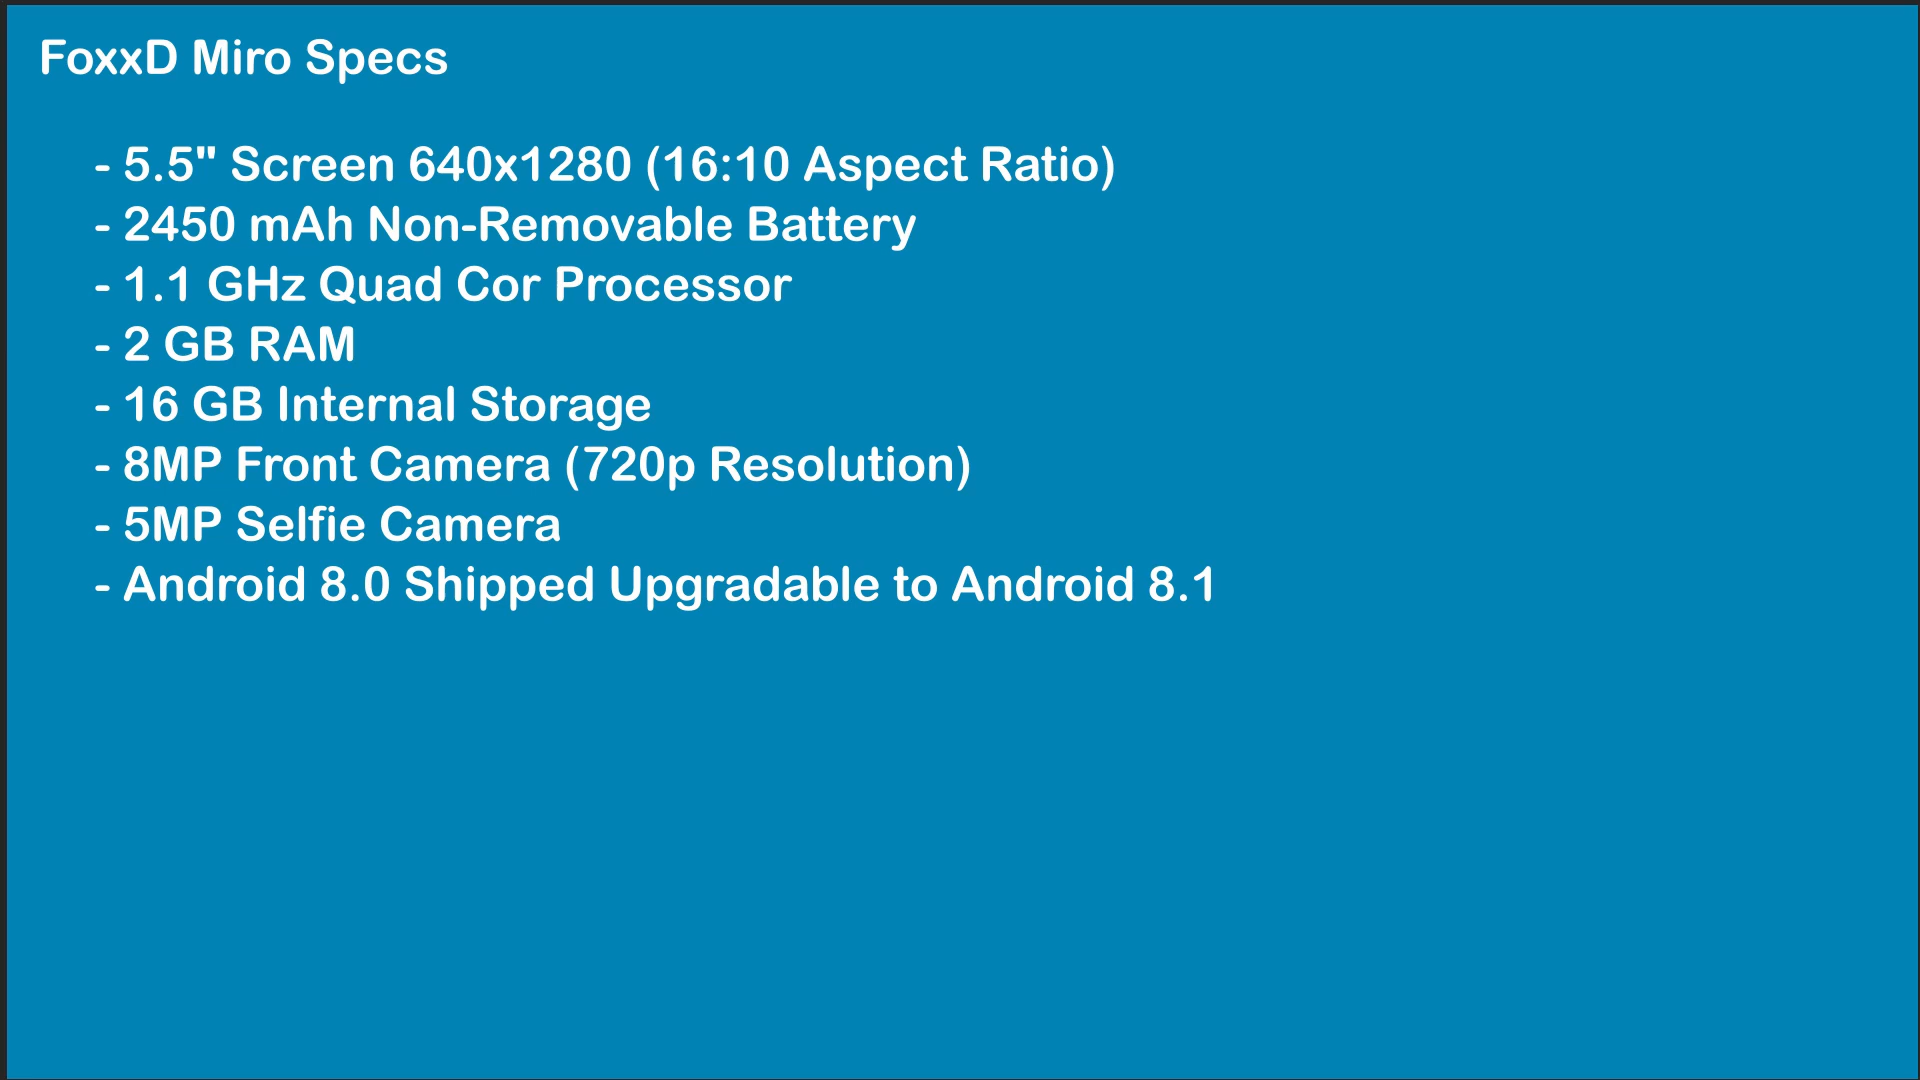 FoxxD Miro Specs
- 5.5" Screen 640x1280 (16:10 Aspect Ratio)
- 2450 mAh Non-Removable Battery
- 1.1 GHz Quad Cor Processor
- 2 GB RAM
- 16 GB Internal Storage
- 8MP Front Camera (720p Resolution)
- 5MP Selfie Camera
- Android 8.0 Shipped Upgradable to Android 8.1